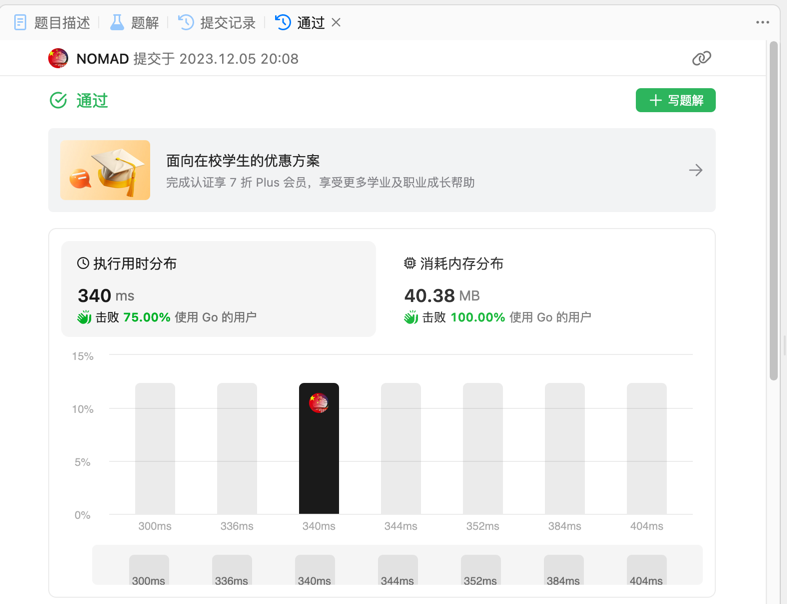 题目描述 题解 提交记录 通过
NOMAD 提交于 2023.12.05 20:08
通过
写题解
面向在校学生的优惠方案
完成认证享 7 折 Plus 会员，享受更多学业及职业成长帮助
执行用时分布
340 ms
击败 75.00% 使用 Go 的用户
消耗内存分布
40.38 MB
击败 100.00% 使用 Go 的用户
15%
10%
5%
0%
300ms 336ms 340ms 344ms 352ms 384ms 404ms
300ms 336ms 340ms 344ms 352ms 384ms 404ms